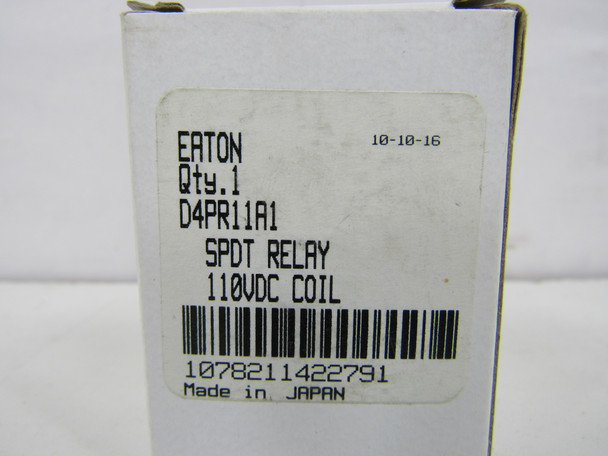 EATON
10-10-16
Qty.1
D4PR11A1
SPDT RELAY
110VDC COIL
1078211422791
Made in JAPAN